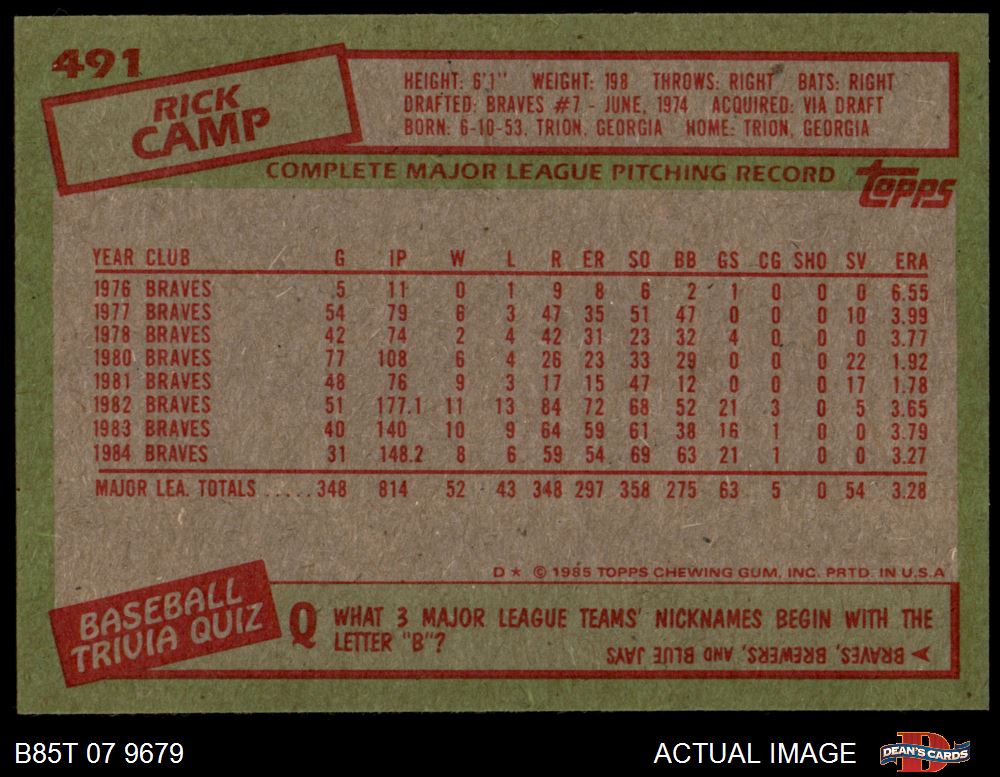 491
RICK
CAMP
HEIGHT: 6'1" WEIGHT: 198 THROWS: RIGHT BATS: RIGHT
DRAFTED: BRAVES #7 - JUNE, 1974 ACQUIRED: VIA DRAFT
BORN: 6-10-53, TRION, GEORGIA HOME: TRION, GEORGIA
COMPLETE MAJOR LEAGUE PITCHING RECORD
topps
YEAR CLUB G IP W L R ER SO BB GS CG SHO SV ERA
1976 BRAVES 5 11 0 1 9 8 6 2 1 0 0 0 6.55
1977 BRAVES 54 79 6 3 47 35 51 47 0 0 0 10 3.99
1978 BRAVES 42 74 2 4 42 31 23 32 4 0 0 0 3.77
1980 BRAVES 77 108 6 4 26 23 33 29 0 0 0 22 1.92
1981 BRAVES 48 76 9 3 17 15 47 12 0 0 0 17 1.78
1982 BRAVES 51 177.1 11 13 84 72 68 52 21 3 0 5 3.65
1983 BRAVES 40 140 10 9 64 59 61 38 16 1 0 0 3.79
1984 BRAVES 31 148.2 8 6 59 54 69 63 21 1 0 0 3.27
MAJOR LEA. TOTALS ..... 348 814 52 43 348 297 358 275 63 5 0 54 3.28
D* © 1985 TOPPS CHEWING GUM, INC. PRTD. IN U.S.A
BASEBALL
TRIVIA QUIZ
Q WHAT 3 MAJOR LEAGUE TEAMS' NICKNAMES BEGIN WITH THE
LETTER "B"?
BRAVES, BREWERS, AND BLUE JAYS
B85T 07 9679
ACTUAL IMAGE
D
DEAN'S CARDS